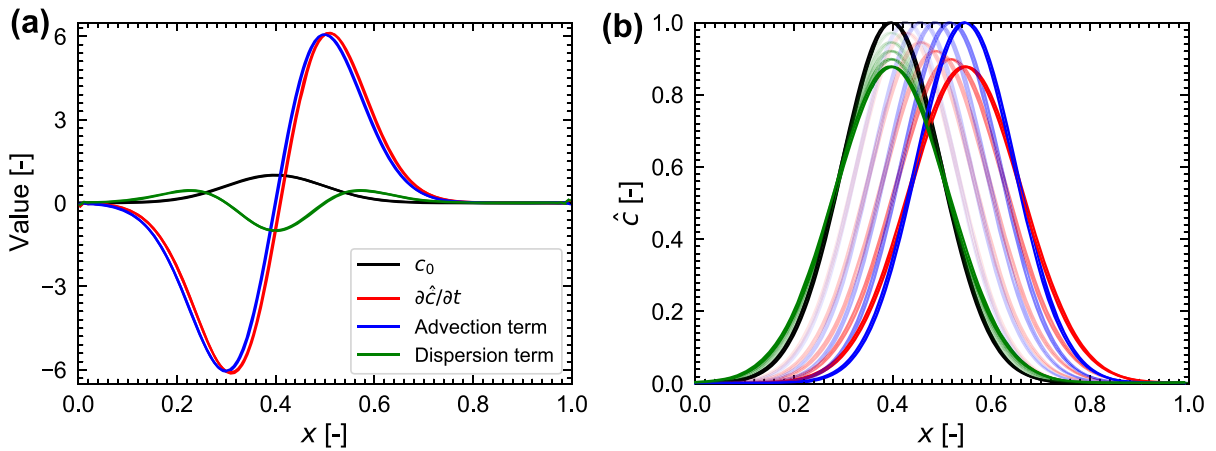 (a)
6
3
0
−3
−6
Value [-]
c₀
∂ĉ/∂t
Advection term
Dispersion term
0.0 0.2 0.4 0.6 0.8 1.0
x [-]
(b)
1.0
0.8
0.6
0.4
0.2
0.0
ĉ [-]
0.0 0.2 0.4 0.6 0.8 1.0
x [-]